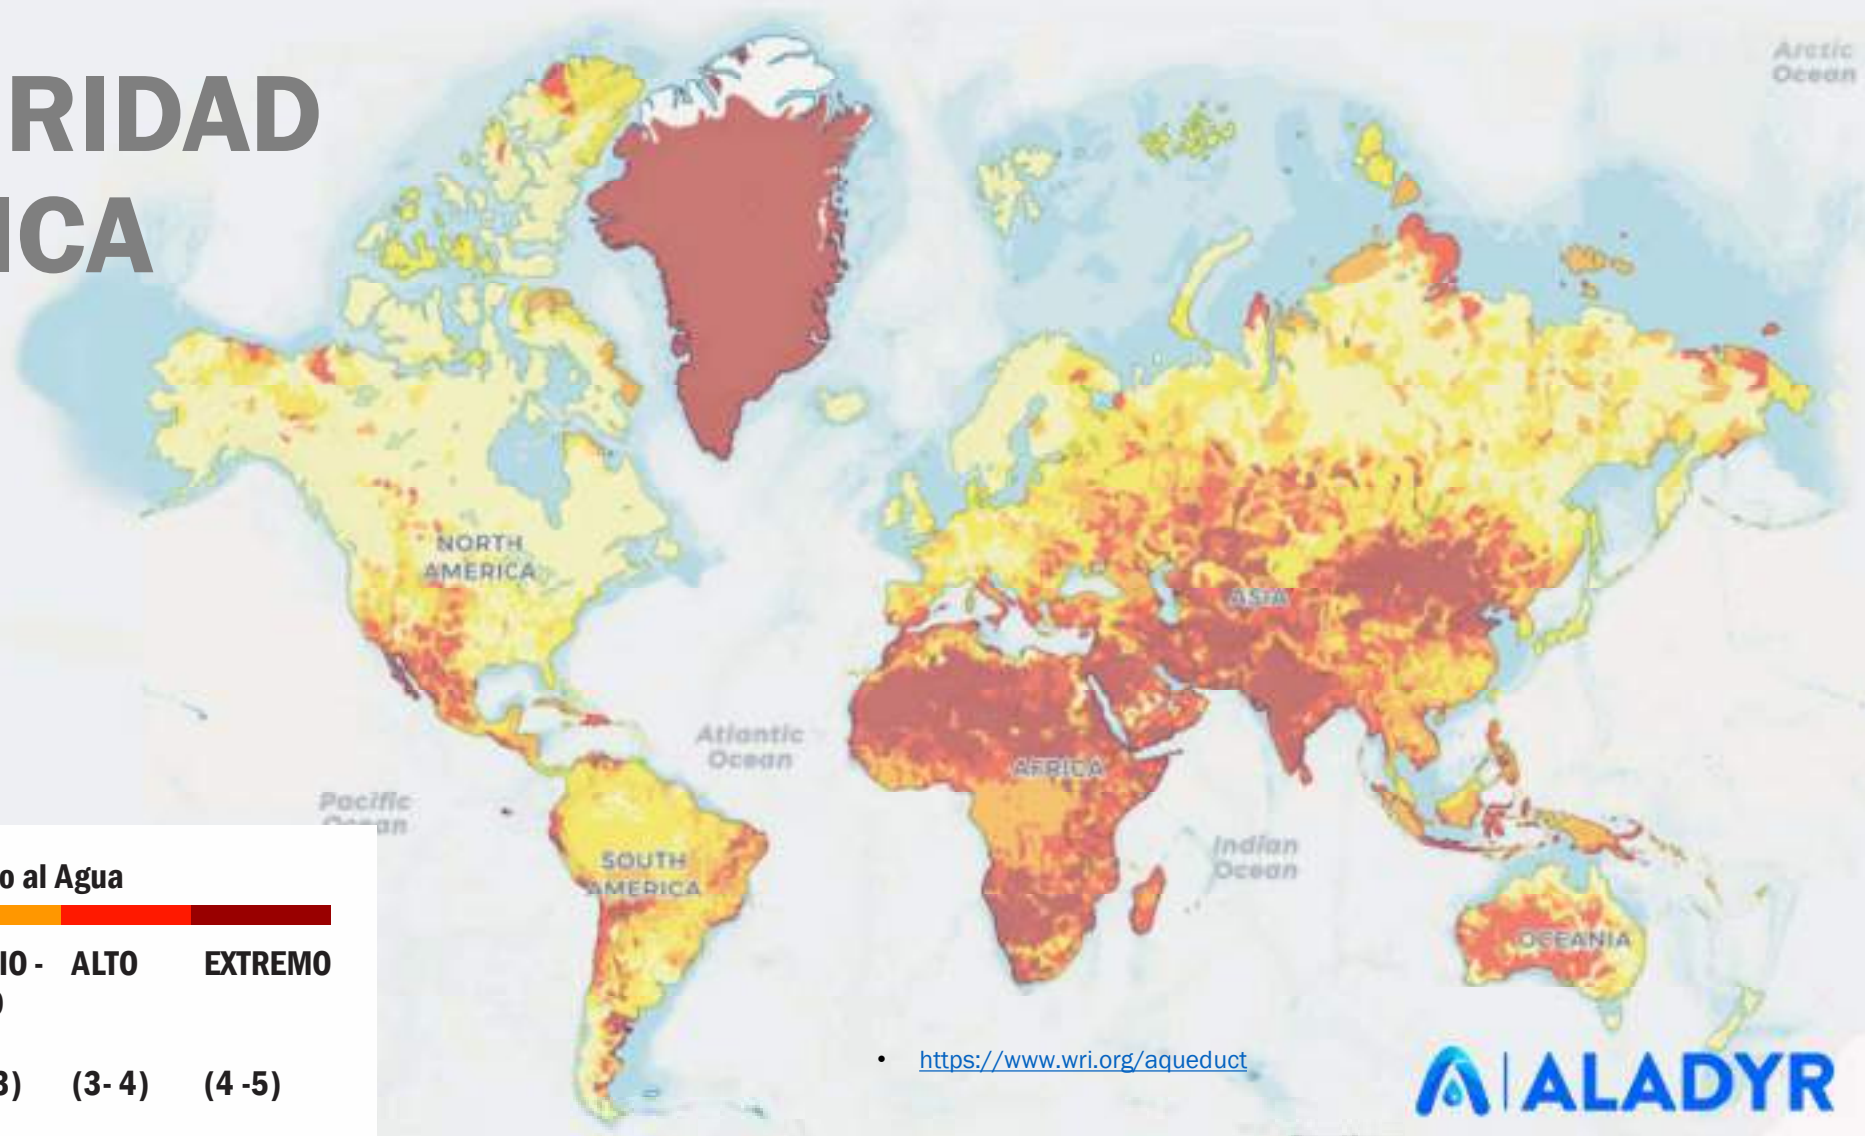 RIDAD
ICA
Arctic
Ocean
NORTH
AMERICA
ASIA
Atlantic
Ocean
AFRICA
Pacific
Ocean
Indian
Ocean
SOUTH
AMERICA
OCEANIA
o al Agua
IO - ALTO EXTREMO
3) (3- 4) (4 -5)
• https://www.wri.org/aqueduct
ALADYR